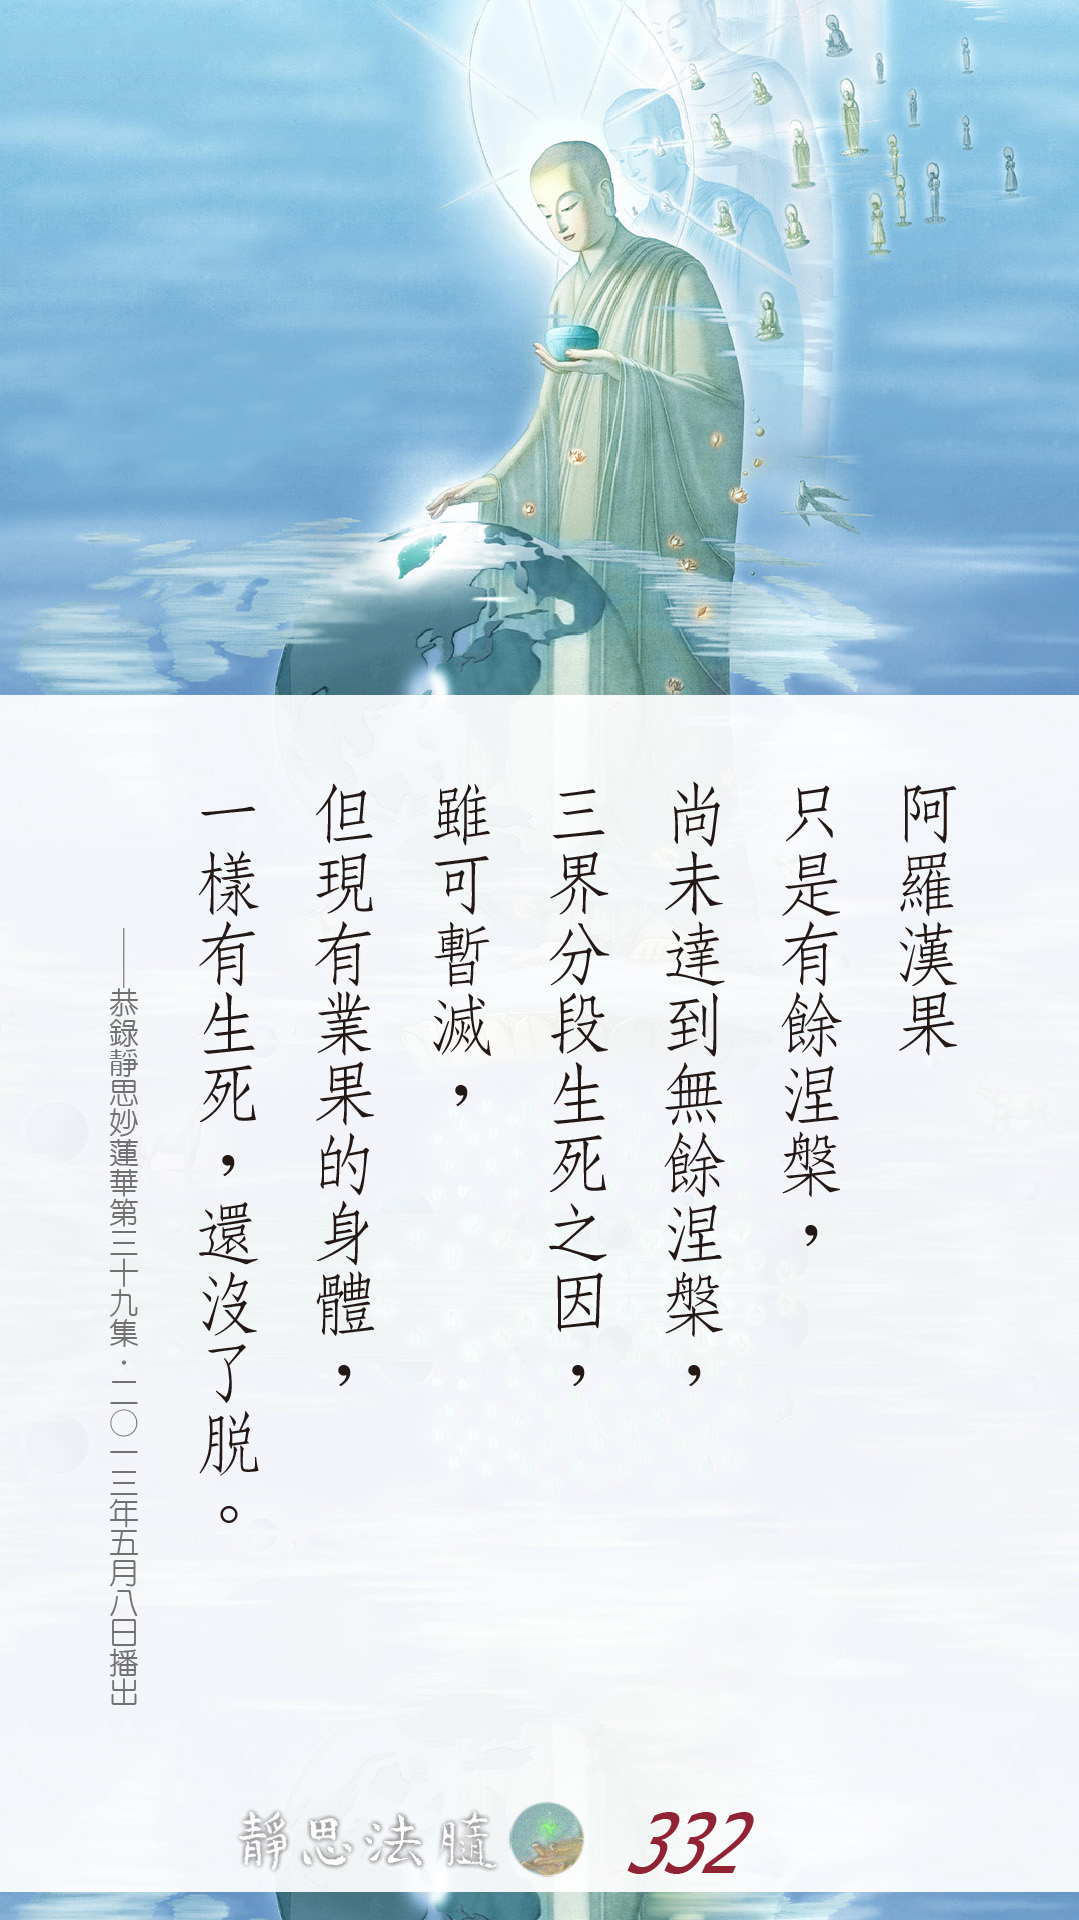 阿羅漢果
只是有餘涅槃，
尚未達到無餘涅槃，
三界分段生死之因，
雖可暫滅，
但現有業果的身體，
一樣有生死，還沒了脫。
——恭錄靜思妙蓮華第三十九集．二〇一三年五月八日播出
靜思法髓 332